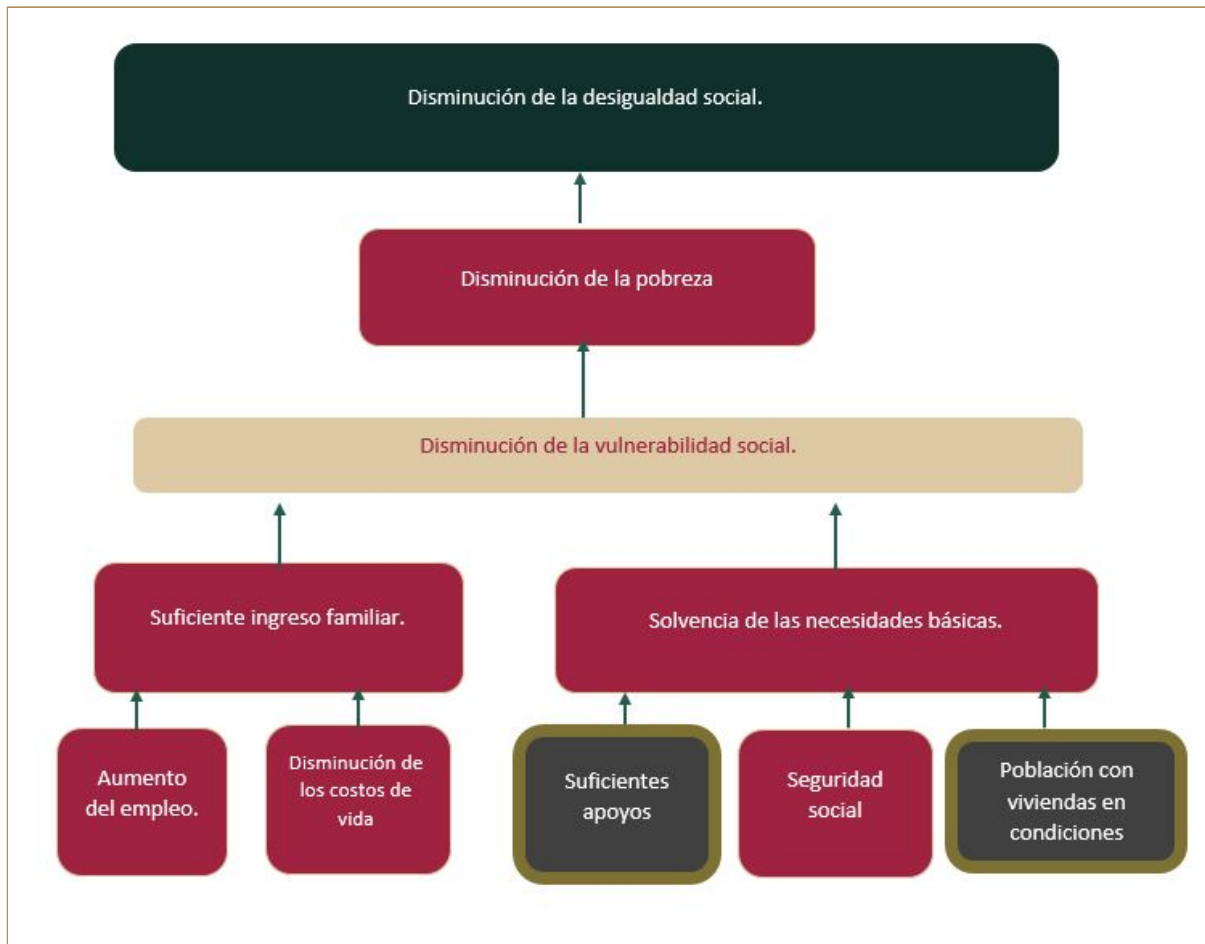 Disminución de la desigualdad social.
Disminución de la pobreza
Disminución de la vulnerabilidad social.
Suficiente ingreso familiar.
Solvencia de las necesidades básicas.
Aumento
del empleo.
Disminución de
los costos de
vida
Suficientes
apoyos
Seguridad
social
Población con
viviendas en
condiciones